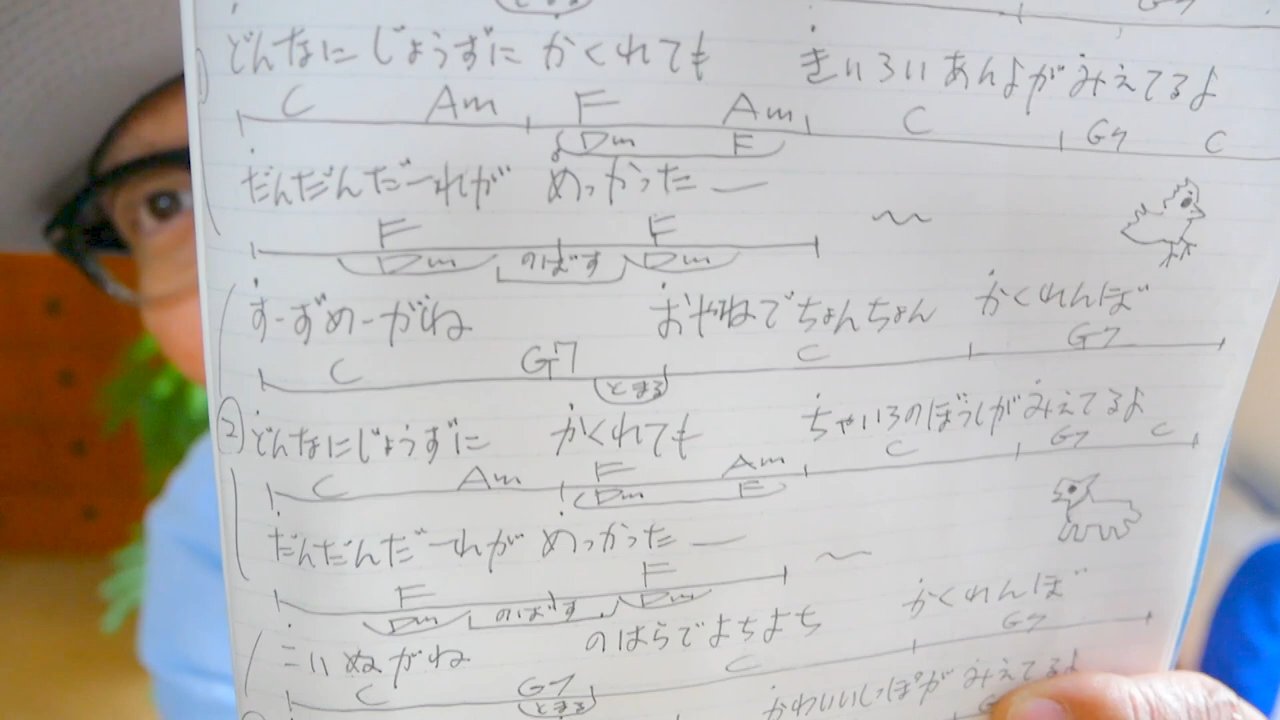 とまる G7
どんなにじょうずに かくれても きいろいあんよがみえてるよ
C Am F Am C G7 C
Dm F
だんだんだーれが めっかったー 〜
F F
Dm のばす Dm
すーずめーがね おやねでちょんちょん かくれんぼ
C G7 C G7
とまる
② どんなにじょうずに かくれても ちゃいろのぼうしがみえてるよ
C Am F Am C G7 C
Dm F
だんだんだーれが めっかったー 〜
F F
Dm のばす Dm
こいぬがね のはらでよちよち かくれんぼ
C G7 C G7
とまる
かわいいしっぽが みえてるよ